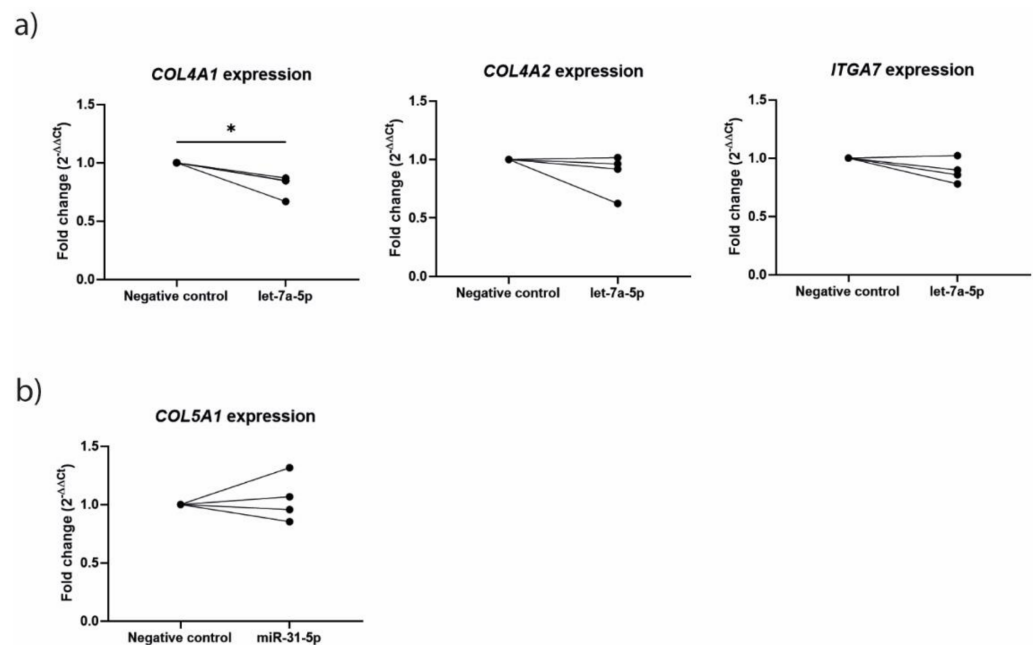 a)
COL4A1 expression
Fold change (2-ΔΔCt)
1.5
1.0
0.5
0.0
*
Negative control
let-7a-5p
COL4A2 expression
Fold change (2-ΔΔCt)
1.5
1.0
0.5
0.0
Negative control
let-7a-5p
ITGA7 expression
Fold change (2-ΔΔCt)
1.5
1.0
0.5
0.0
Negative control
let-7a-5p
b)
COL5A1 expression
Fold change (2-ΔΔCt)
1.5
1.0
0.5
0.0
Negative control
miR-31-5p